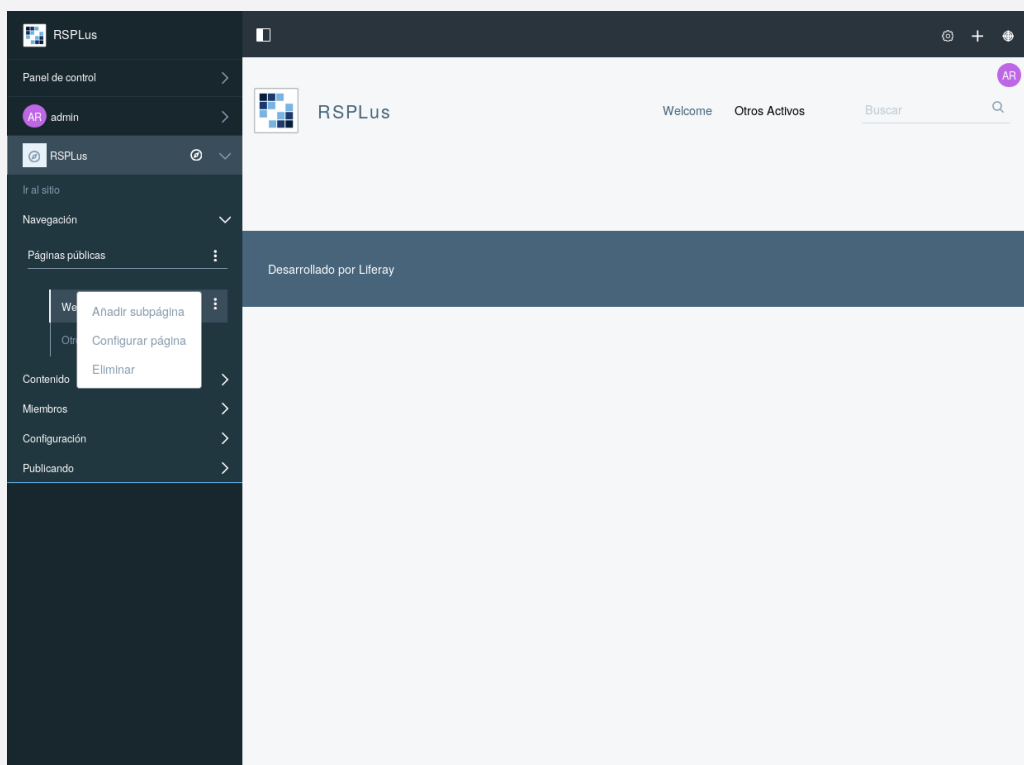 RSPLus
Panel de control
AR admin
RSPLus
Ir al sitio
Navegación
Páginas públicas
Añadir subpágina
Configurar página
Eliminar
Contenido
Miembros
Configuración
Publicando
AR
RSPLus
Welcome
Otros Activos
Buscar
Desarrollado por Liferay